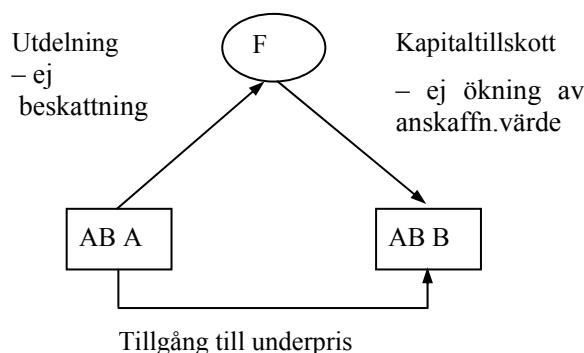 Utdelning
– ej
beskattning
F
Kapitaltillskott
– ej ökning av
anskaffn.värde
AB A
AB B
Tillgång till underpris